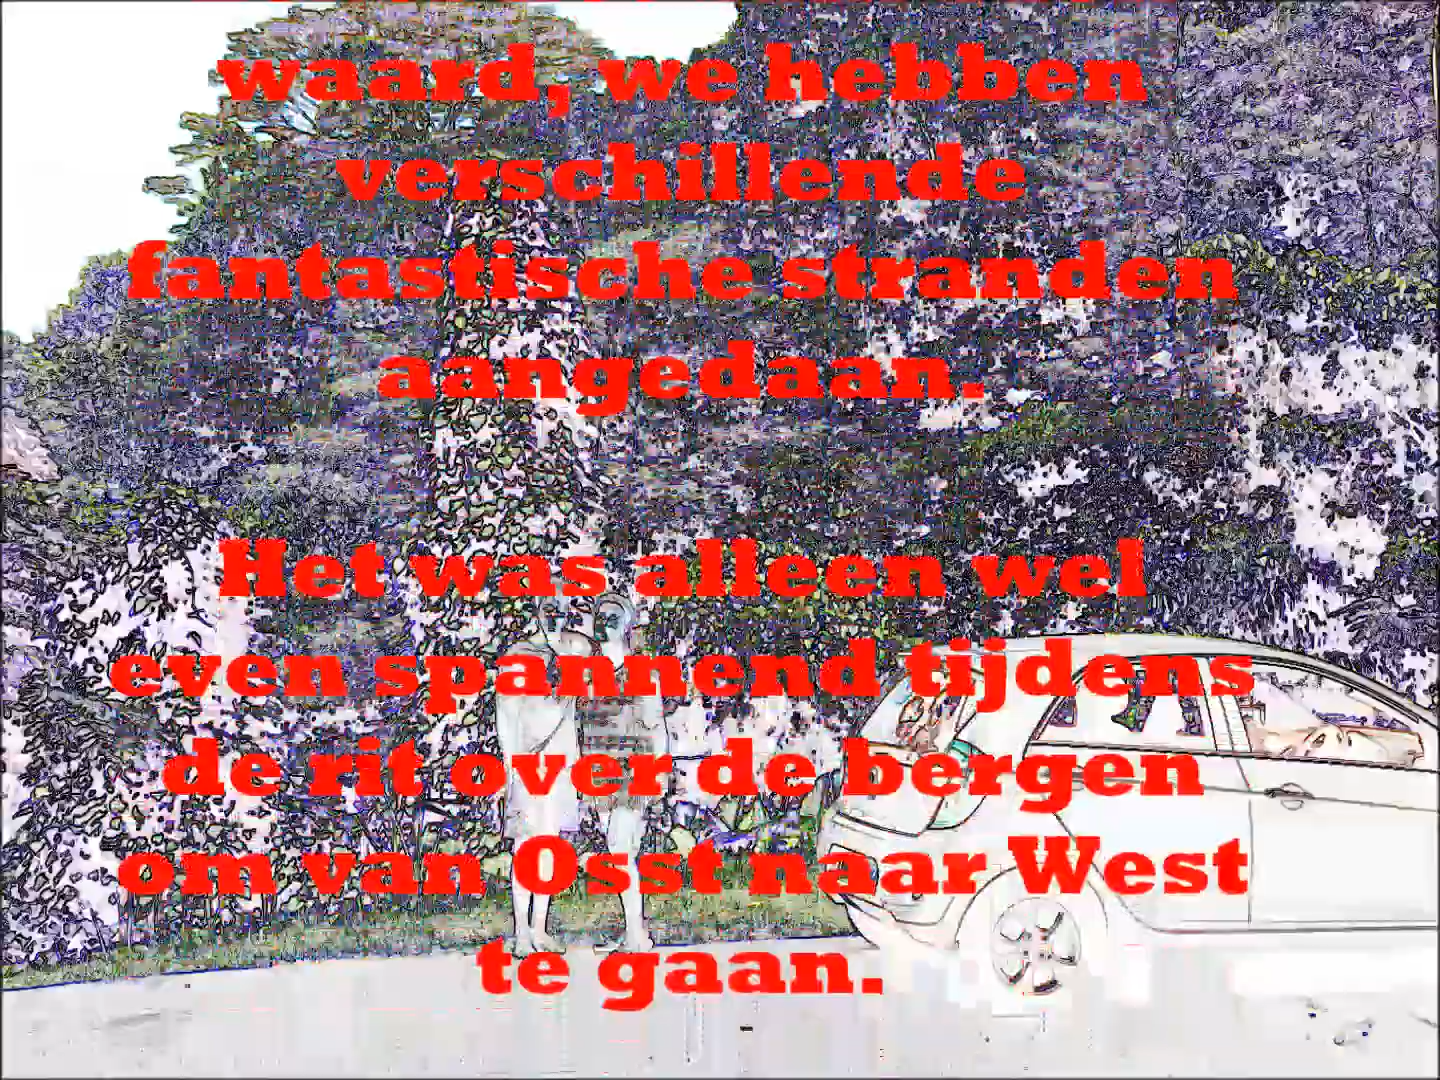 waard, we hebben
verschillende
fantastische stranden
aangedaan.
Het was alleen wel
even spannend tijdens
de rit over de bergen
om van Osst naar West
te gaan.